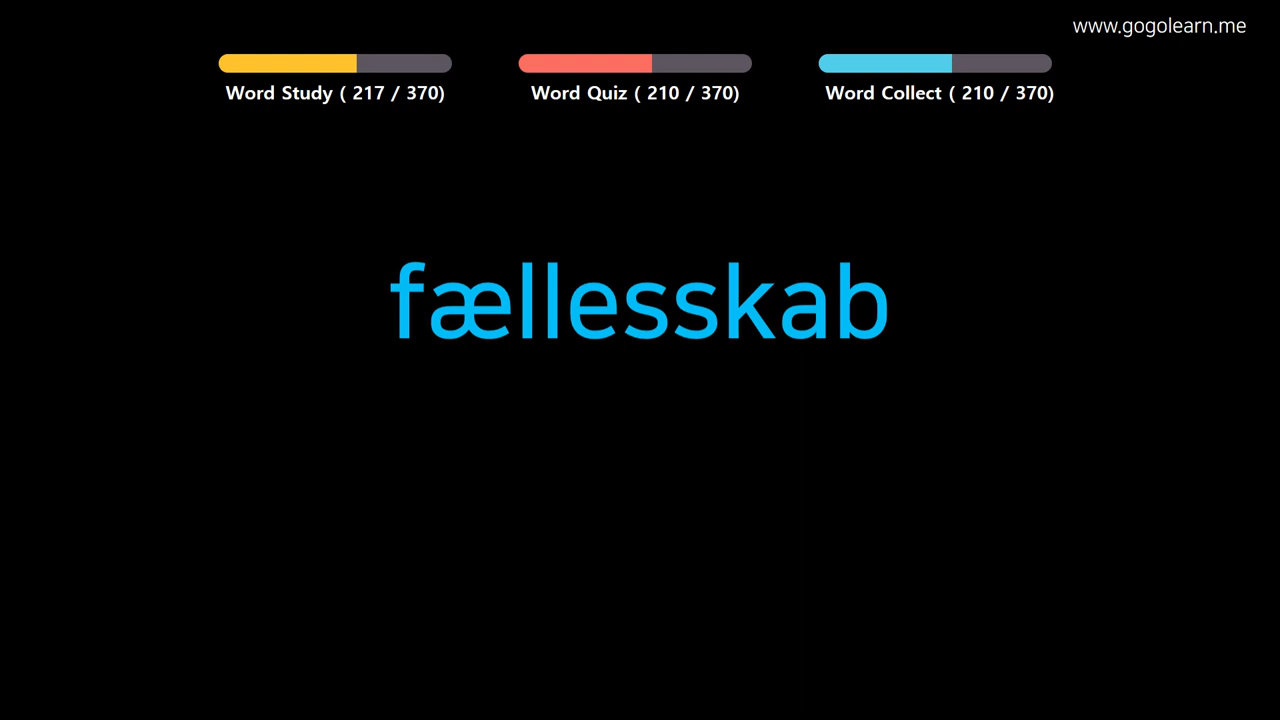 www.gogolearn.me
Word Study ( 217 / 370)
Word Quiz ( 210 / 370)
Word Collect ( 210 / 370)
fællesskab